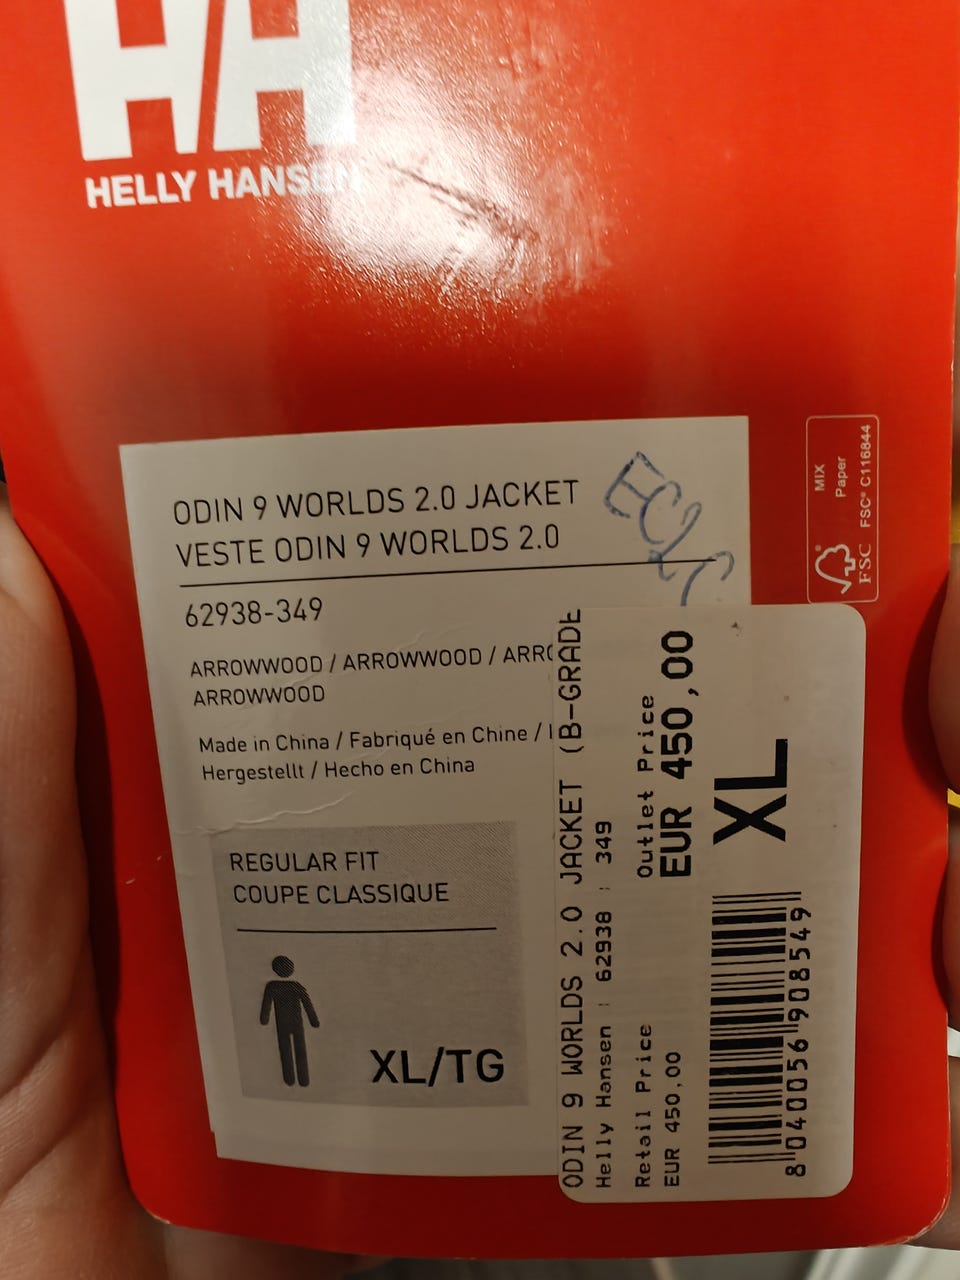 HH
HELLY HANSEN
ODIN 9 WORLDS 2.0 JACKET
VESTE ODIN 9 WORLDS 2.0
62938-349
ARROWWOOD / ARROWWOOD /
ARROWWOOD
Made in China / Fabriqué en Chine /
Hergestellt / Hecho en China
REGULAR FIT
COUPE CLASSIQUE
XL/TG
MIX
Paper
FSC® C116844
FSC
ODIN 9 WORLDS 2.0 JACKET (B-GRADE
Helly Hansen : 62938 : 349
Retail Price Outlet Price
EUR 450,00 EUR 450,00
XL
8040056908549